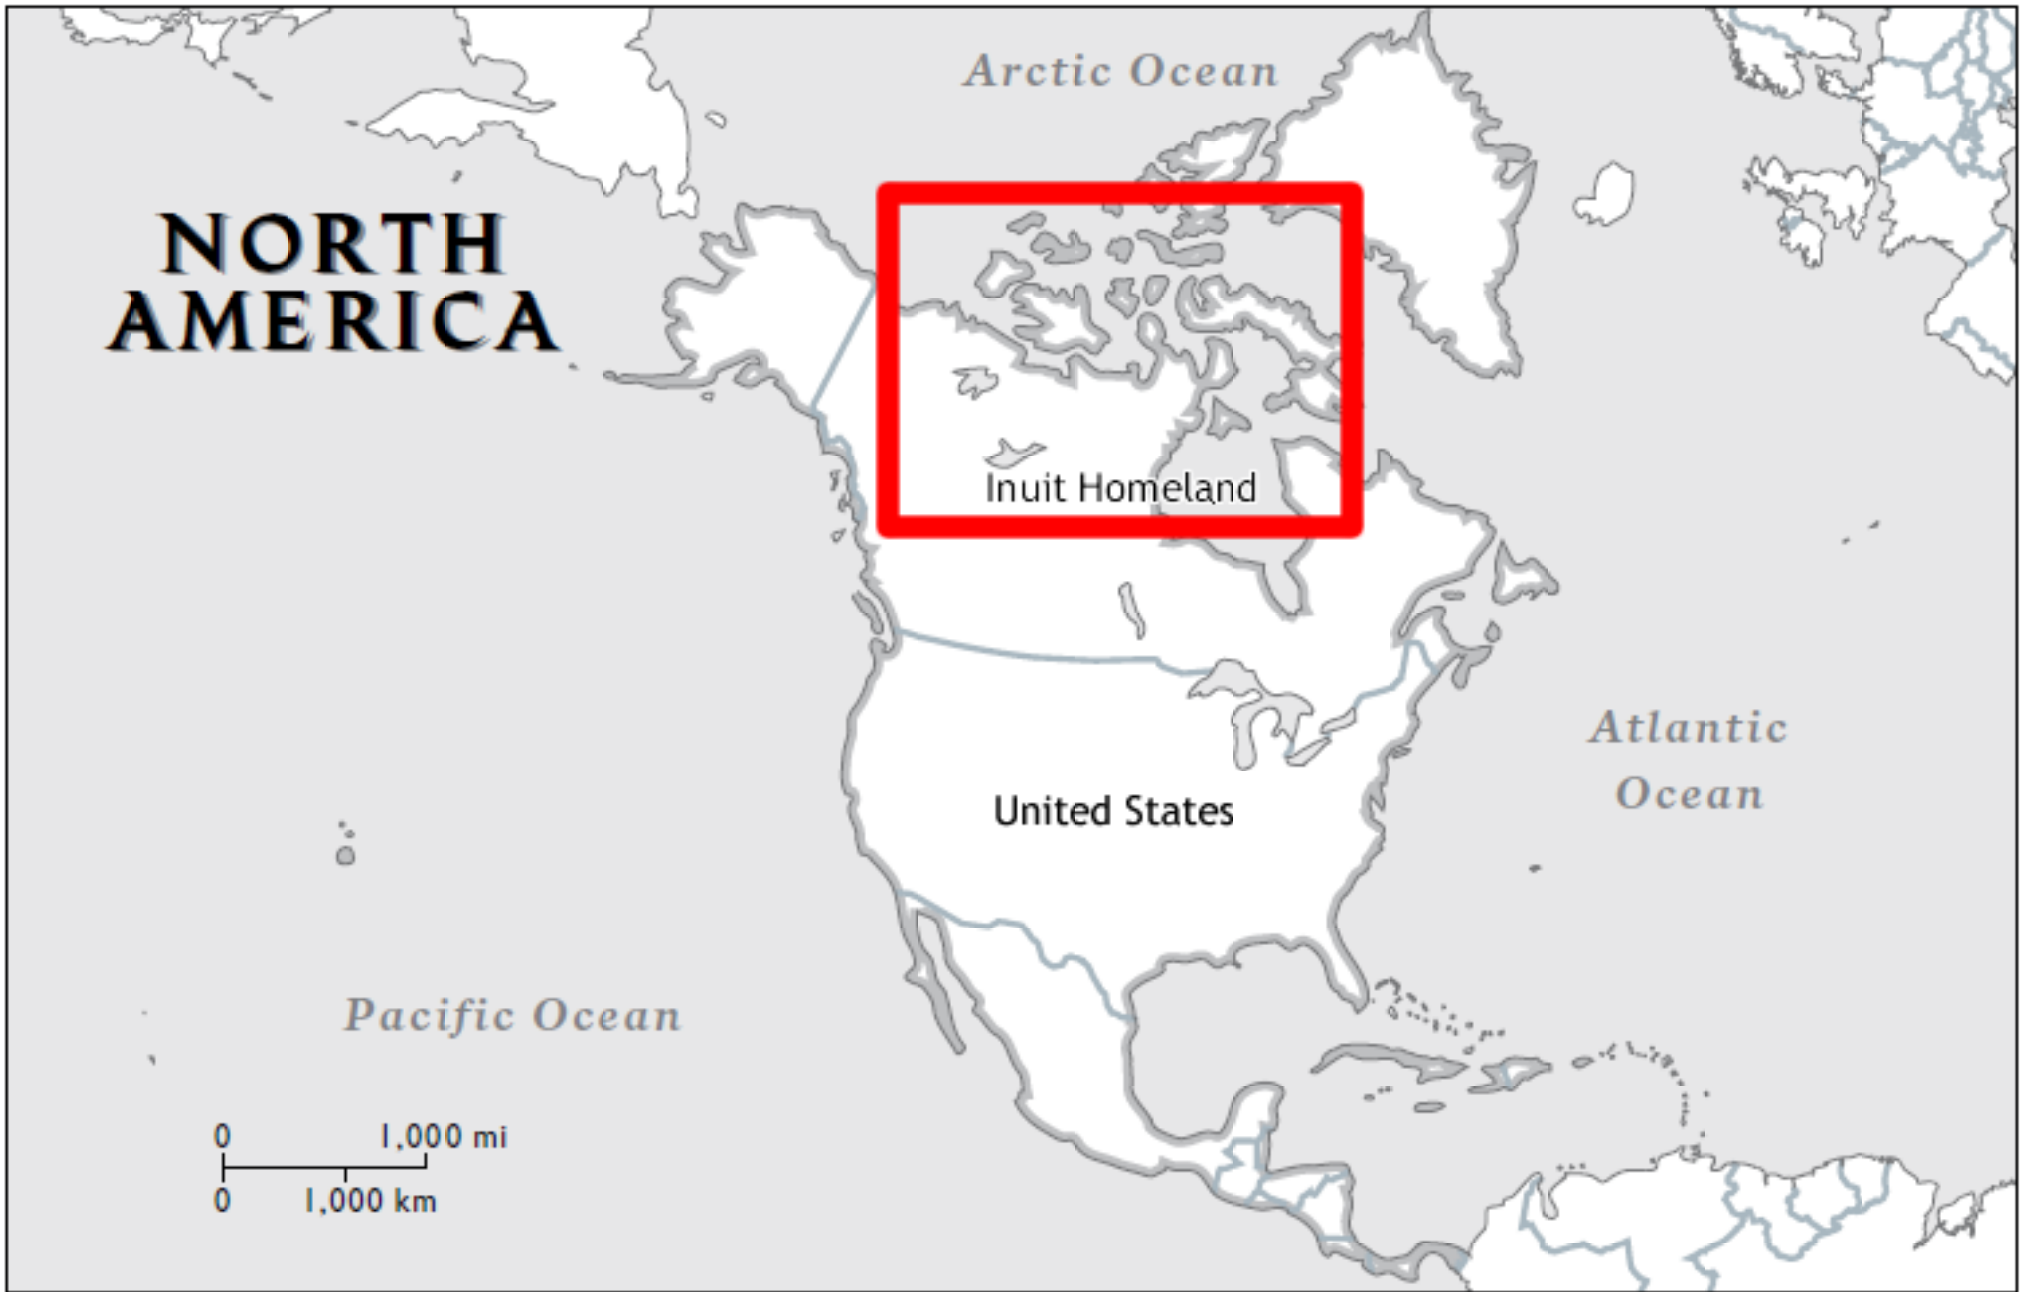 Arctic Ocean
NORTH
AMERICA
Inuit Homeland
Atlantic
Ocean
United States
Pacific Ocean
0 1,000 mi
0 1,000 km